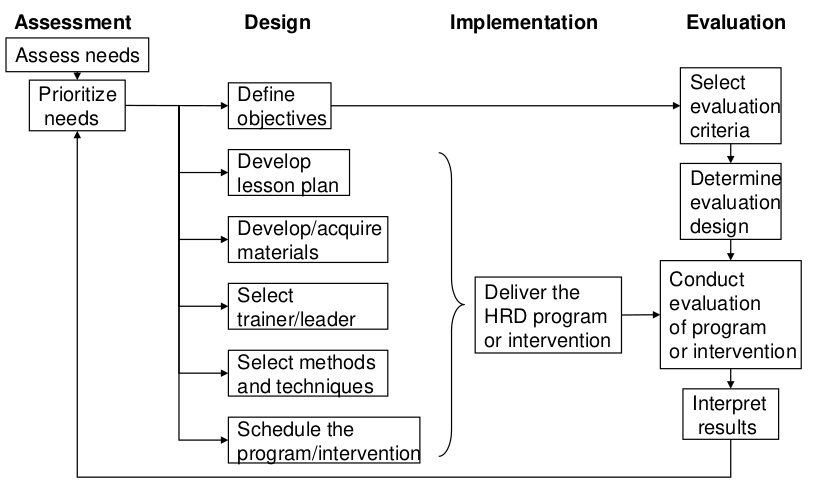 Assessment
Design
Implementation
Evaluation
Assess needs
Prioritize
needs
Define
objectives
Develop
lesson plan
Develop/acquire
materials
Select
trainer/leader
Select methods
and techniques
Schedule the
program/intervention
Deliver the
HRD program
or intervention
Select
evaluation
criteria
Determine
evaluation
design
Conduct
evaluation
of program
or intervention
Interpret
results